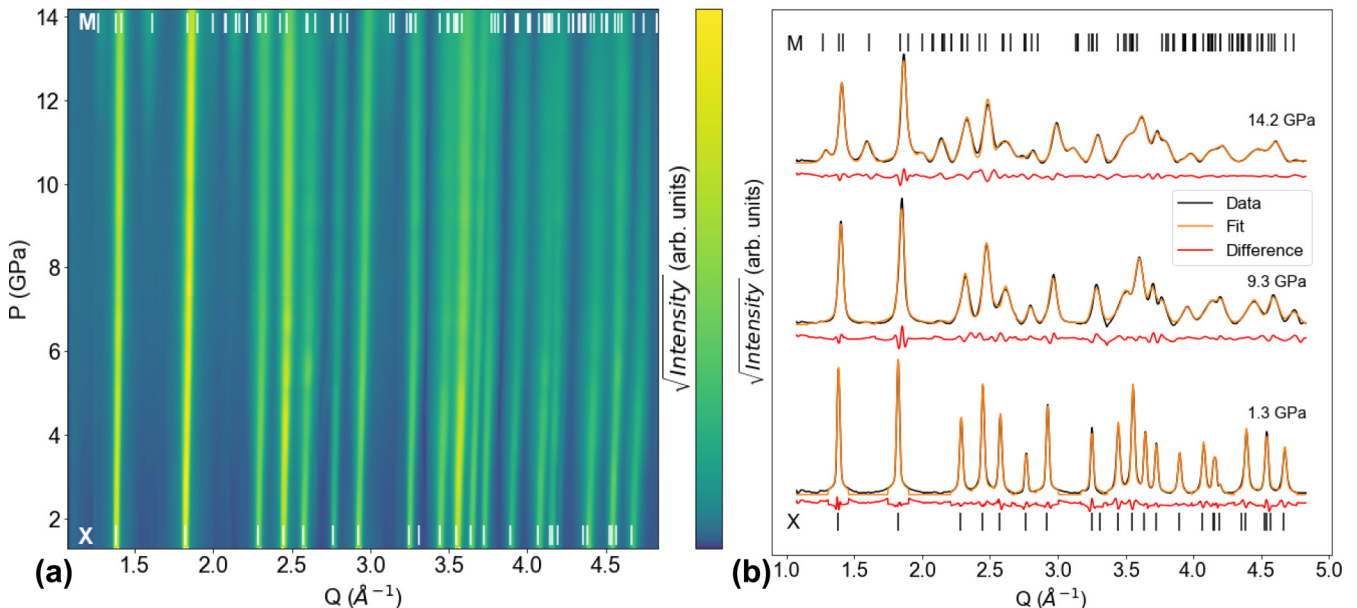 M
14
12
10
8
6
4
2
P (GPa)
X
1.5 2.0 2.5 3.0 3.5 4.0 4.5
(a)
Q (Å⁻¹)
√Intensity (arb. units)
√Intensity (arb. units)
M
14.2 GPa
Data
Fit
Difference
9.3 GPa
1.3 GPa
X
1.0 1.5 2.0 2.5 3.0 3.5 4.0 4.5 5.0
(b)
Q (Å⁻¹)